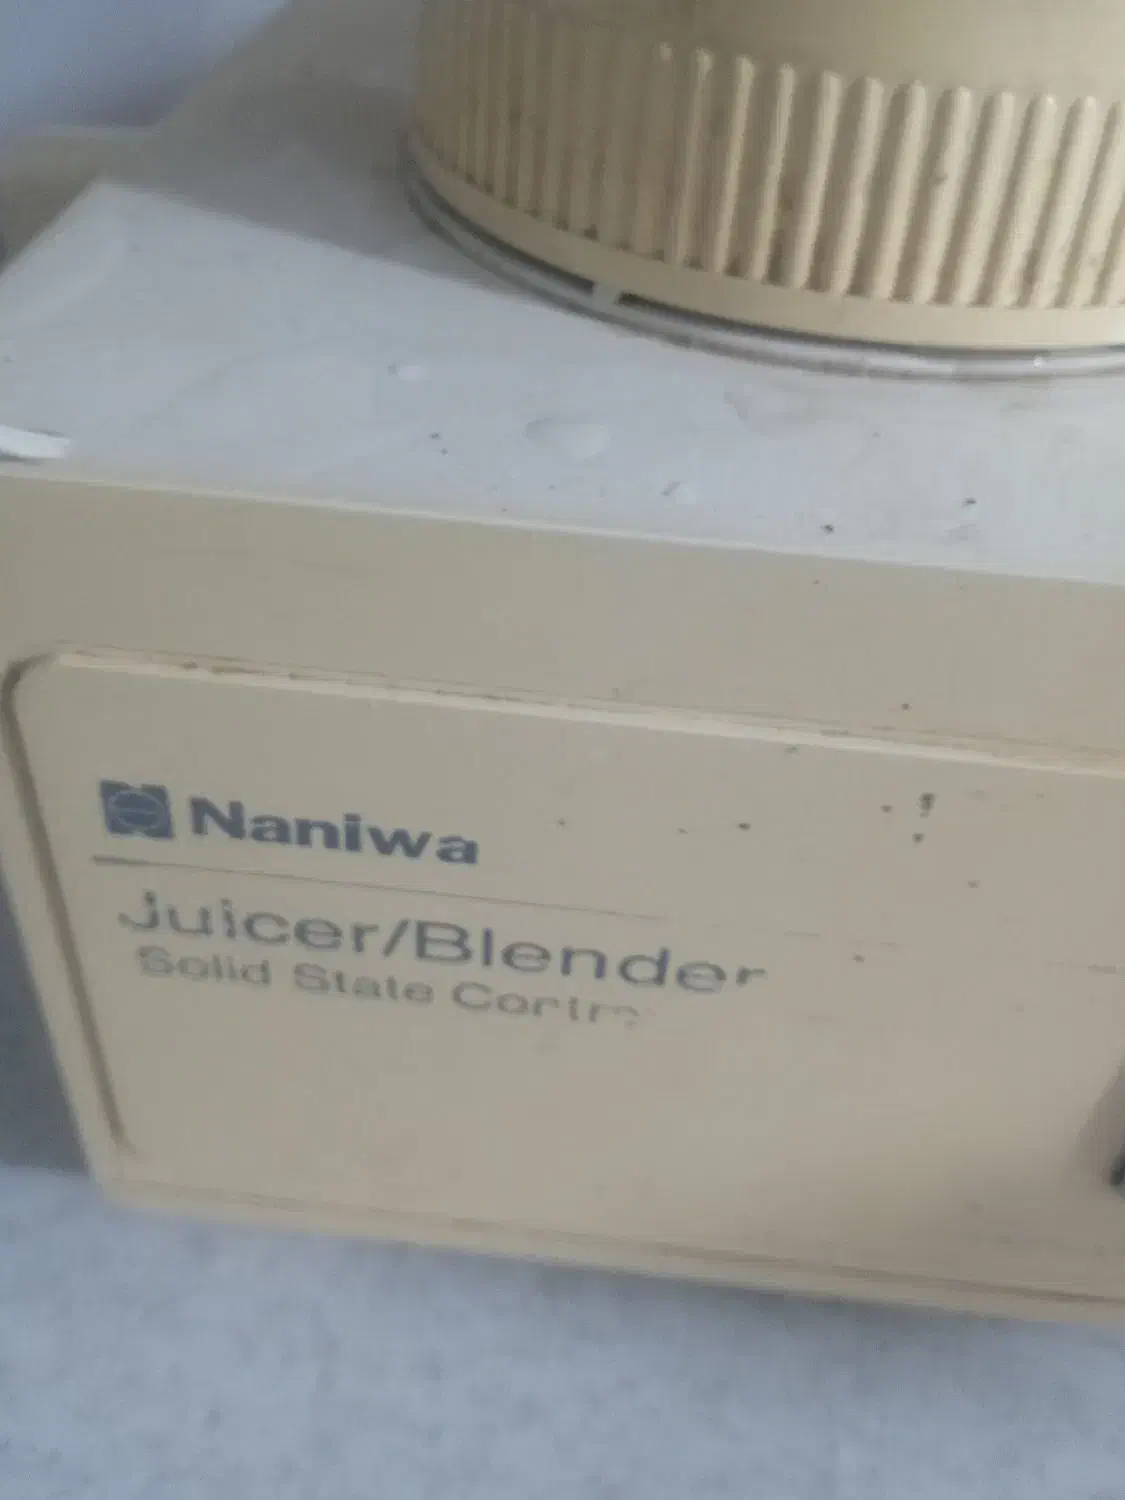 Naniwa
Juicer/Blender
Solid State